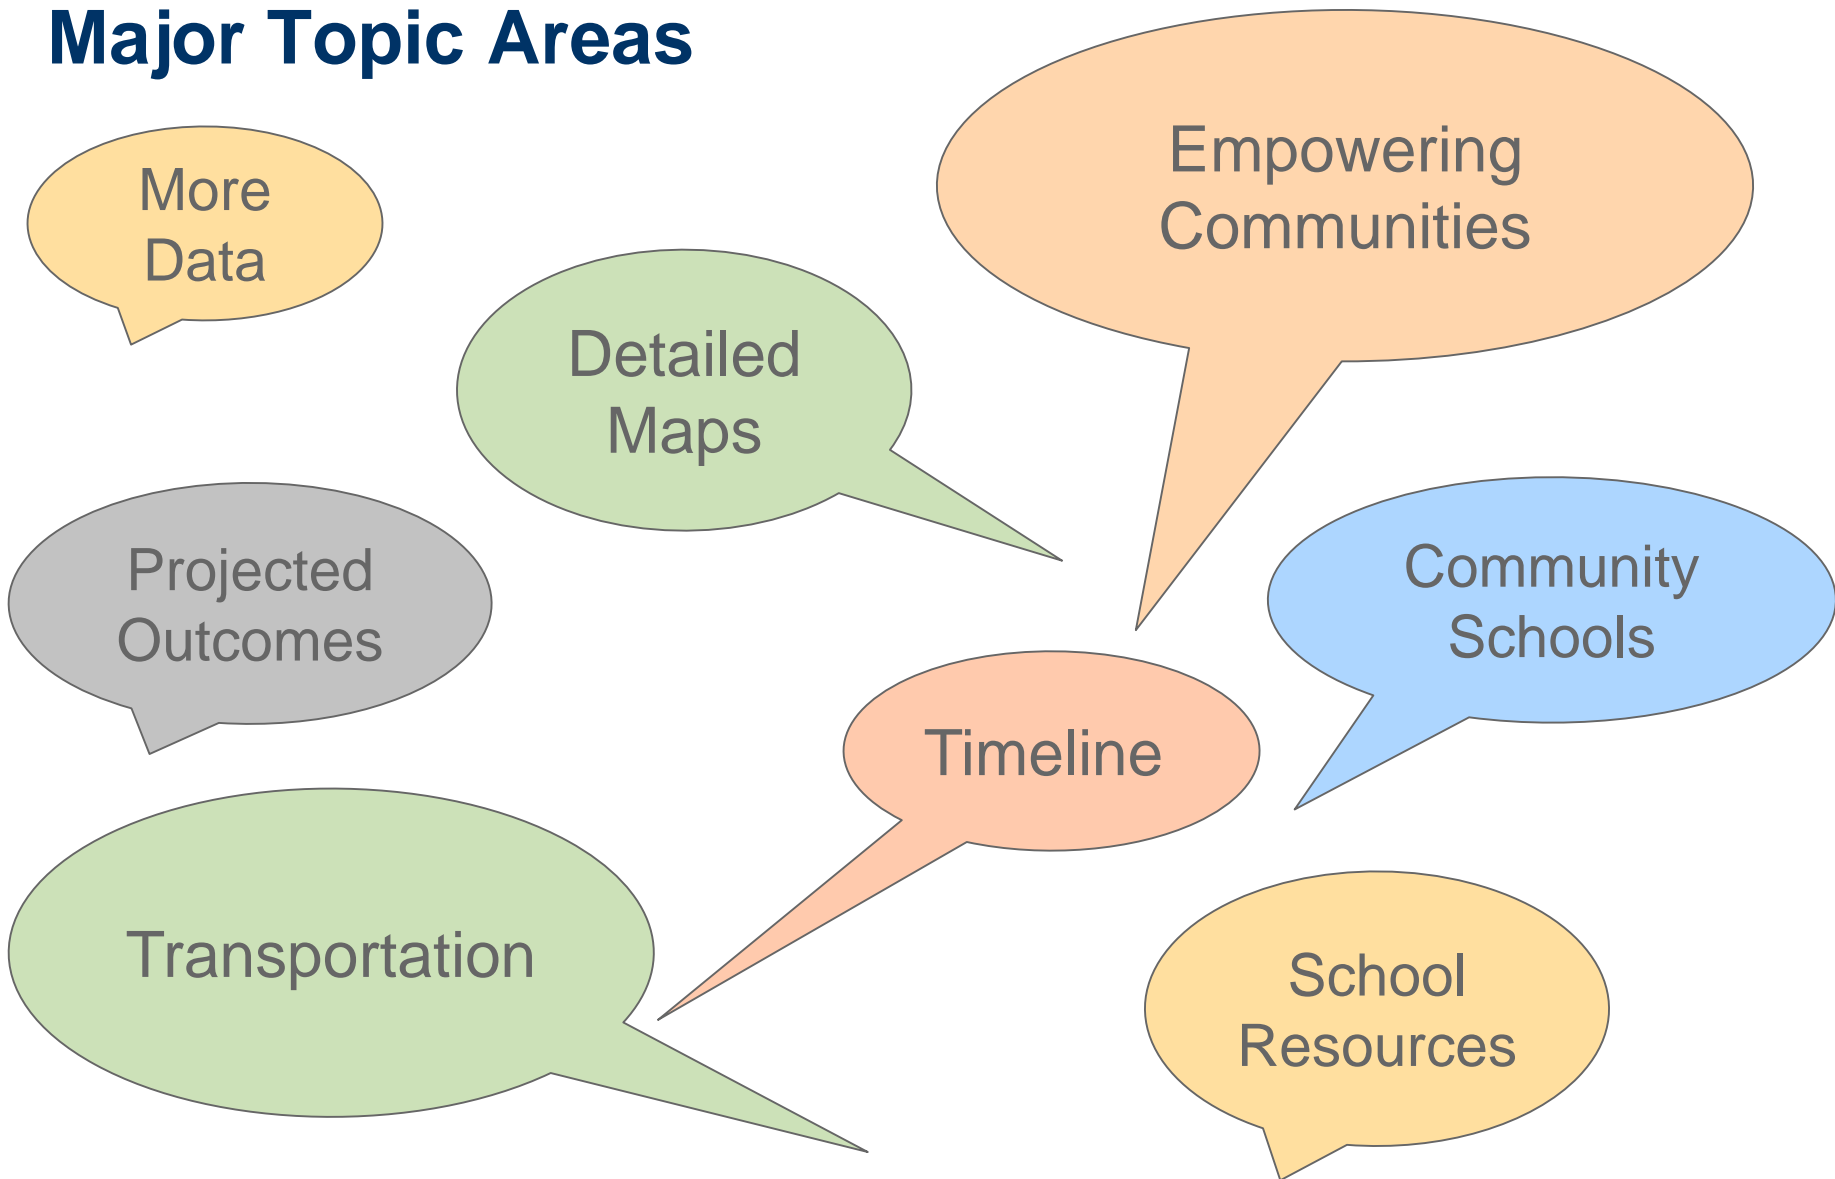 Major Topic Areas
More
Data
Empowering
Communities
Detailed
Maps
Projected
Outcomes
Community
Schools
Timeline
Transportation
School
Resources